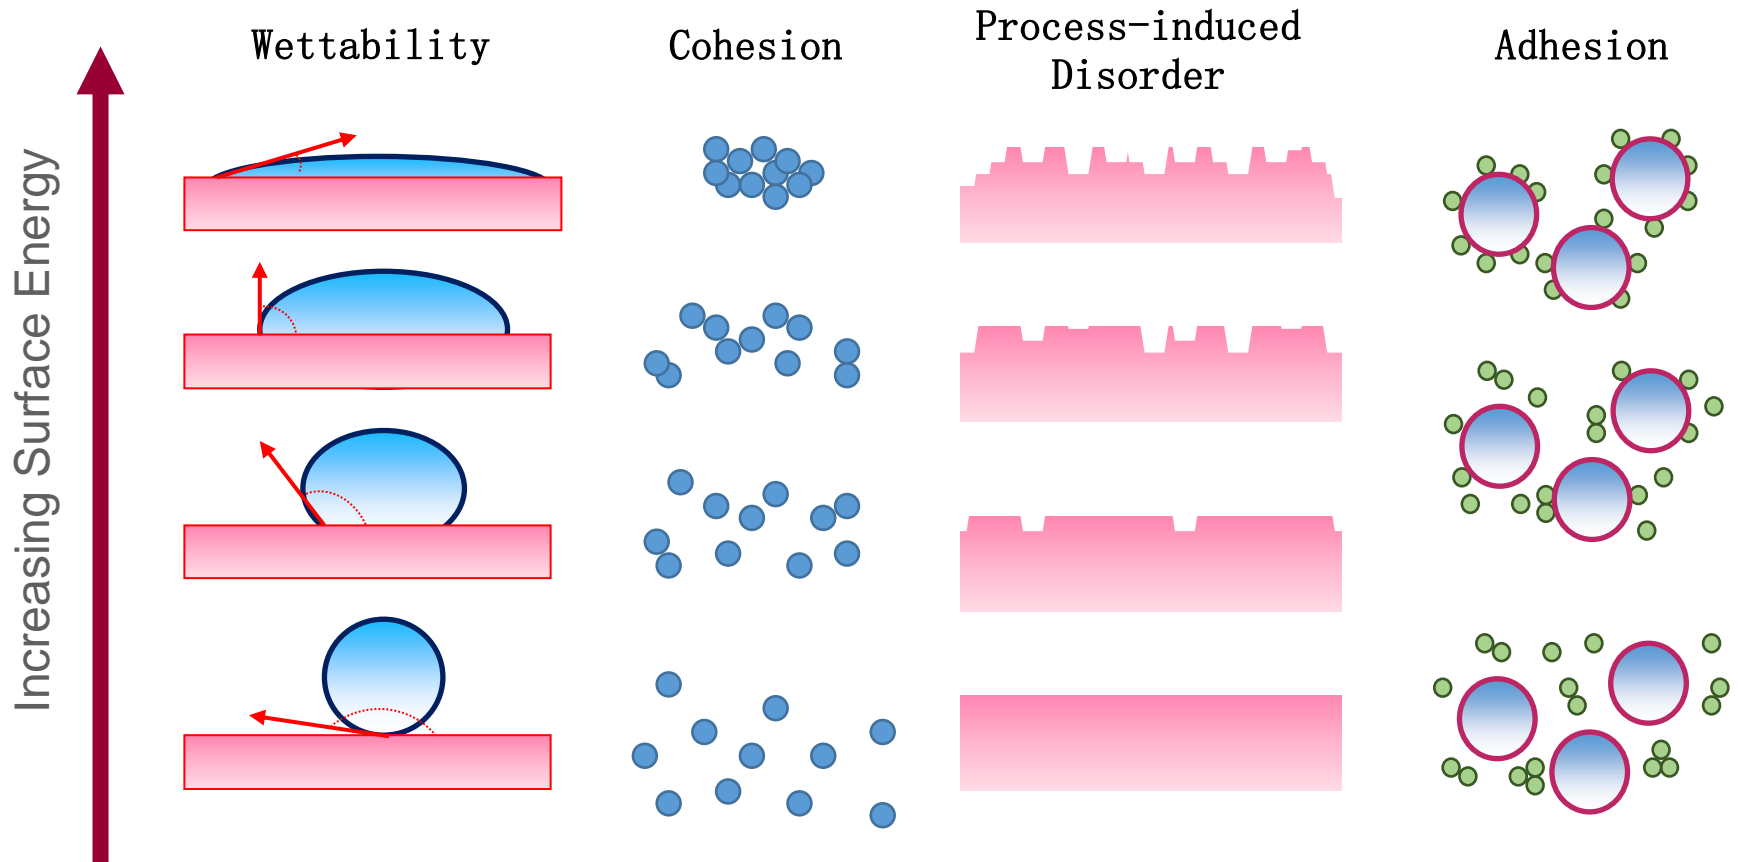 Wettability
Cohesion
Process-induced
Disorder
Adhesion
Increasing Surface Energy